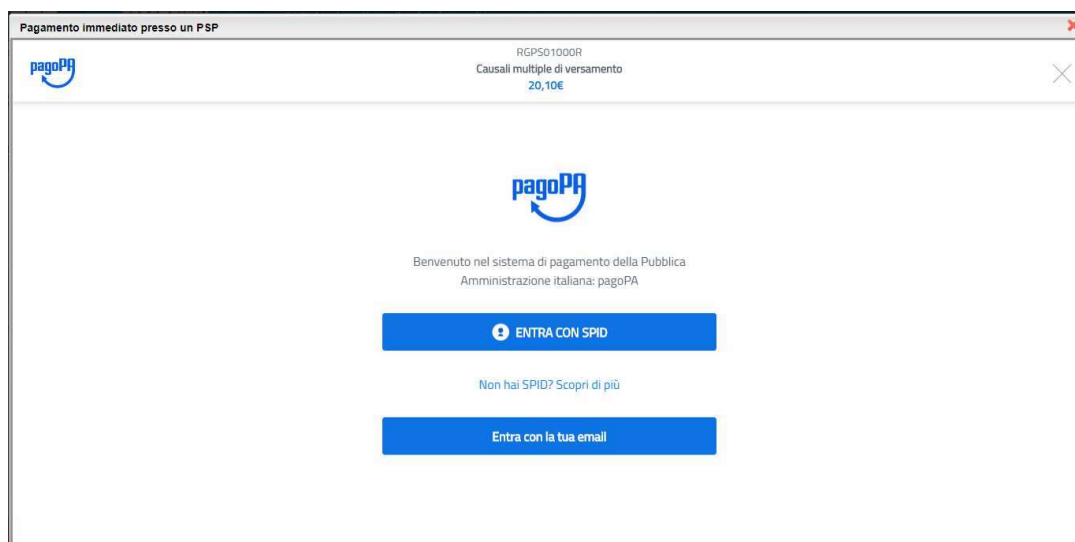 Pagamento immediato presso un PSP
pagoPA
RGPS01000R
Causali multiple di versamento
20,10€
pagoPA
Benvenuto nel sistema di pagamento della Pubblica
Amministrazione italiana: pagoPA
ENTRA CON SPID
Non hai SPID? Scopri di più
Entra con la tua email